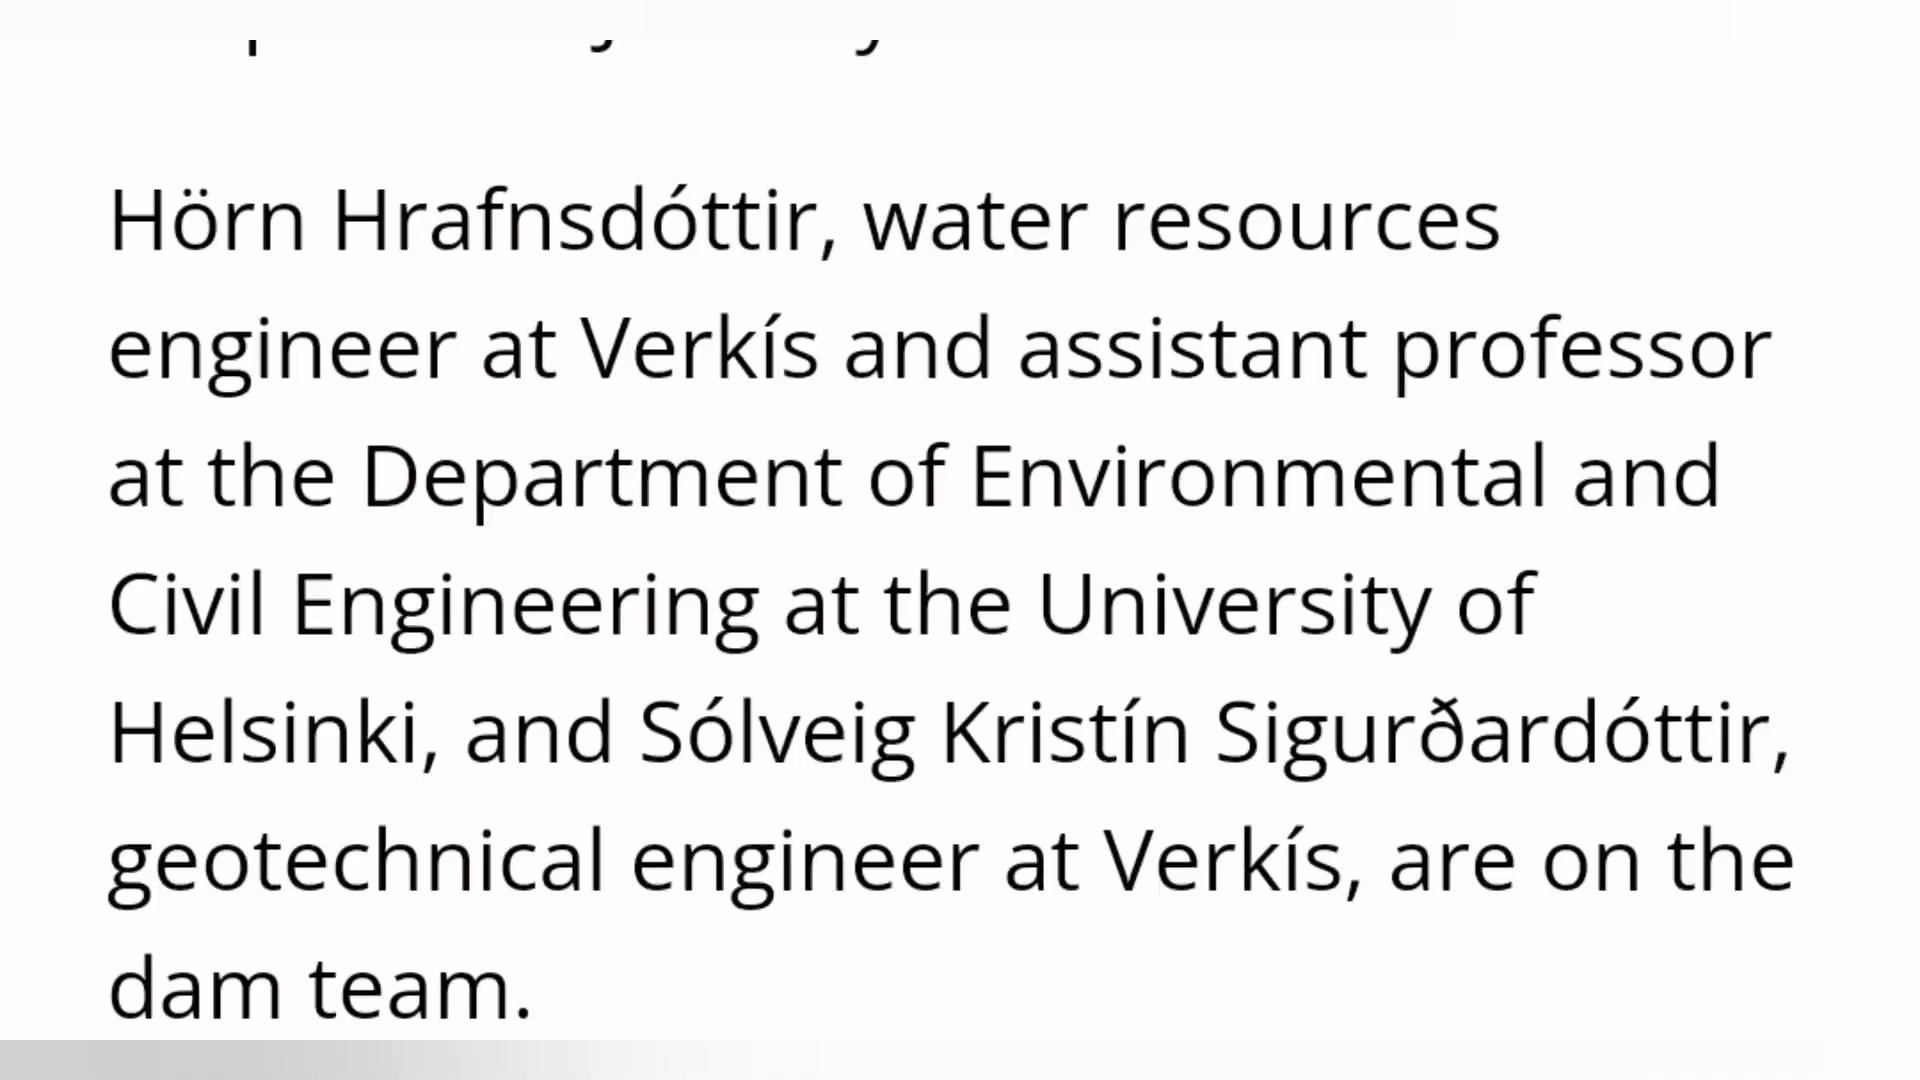 Hörn Hrafnsdóttir, water resources
engineer at Verkís and assistant professor
at the Department of Environmental and
Civil Engineering at the University of
Helsinki, and Sólveig Kristín Sigurðardóttir,
geotechnical engineer at Verkís, are on the
dam team.